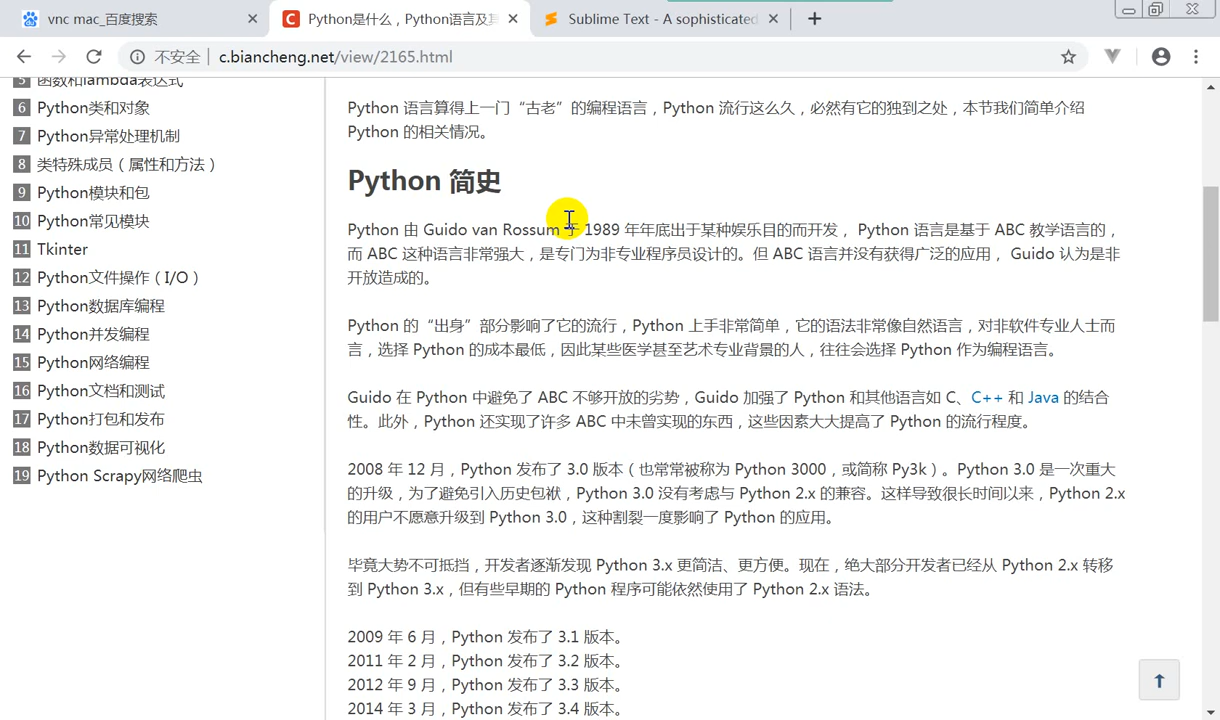 vnc mac_百度搜索
Python是什么，Python语言及其
Sublime Text - A sophisticated
不安全
c.biancheng.net/view/2165.html
5 函数和lambda表达式
6 Python类和对象
7 Python异常处理机制
8 类特殊成员（属性和方法）
9 Python模块和包
10 Python常见模块
11 Tkinter
12 Python文件操作（I/O）
13 Python数据库编程
14 Python并发编程
15 Python网络编程
16 Python文档和测试
17 Python打包和发布
18 Python数据可视化
19 Python Scrapy网络爬虫
Python 语言算得上一门“古老”的编程语言，Python 流行这么久，必然有它的独到之处，本节我们简单介绍
Python 的相关情况。
Python 简史
Python 由 Guido van Rossum 于 1989 年年底出于某种娱乐目的而开发， Python 语言是基于 ABC 教学语言的，
而 ABC 这种语言非常强大，是专门为非专业程序员设计的。但 ABC 语言并没有获得广泛的应用， Guido 认为是非
开放造成的。
Python 的“出身”部分影响了它的流行，Python 上手非常简单，它的语法非常像自然语言，对非软件专业人士而
言，选择 Python 的成本最低，因此某些医学甚至艺术专业背景的人，往往会选择 Python 作为编程语言。
Guido 在 Python 中避免了 ABC 不够开放的劣势，Guido 加强了 Python 和其他语言如 C、C++ 和 Java 的结合
性。此外，Python 还实现了许多 ABC 中未曾实现的东西，这些因素大大提高了 Python 的流行程度。
2008 年 12 月，Python 发布了 3.0 版本（也常常被称为 Python 3000，或简称 Py3k）。Python 3.0 是一次重大
的升级，为了避免引入历史包袱，Python 3.0 没有考虑与 Python 2.x 的兼容。这样导致很长时间以来，Python 2.x
的用户不愿意升级到 Python 3.0，这种割裂一度影响了 Python 的应用。
毕竟大势不可抵挡，开发者逐渐发现 Python 3.x 更简洁、更方便。现在，绝大部分开发者已经从 Python 2.x 转移
到 Python 3.x，但有些早期的 Python 程序可能依然使用了 Python 2.x 语法。
2009 年 6 月，Python 发布了 3.1 版本。
2011 年 2 月，Python 发布了 3.2 版本。
2012 年 9 月，Python 发布了 3.3 版本。
2014 年 3 月，Python 发布了 3.4 版本。